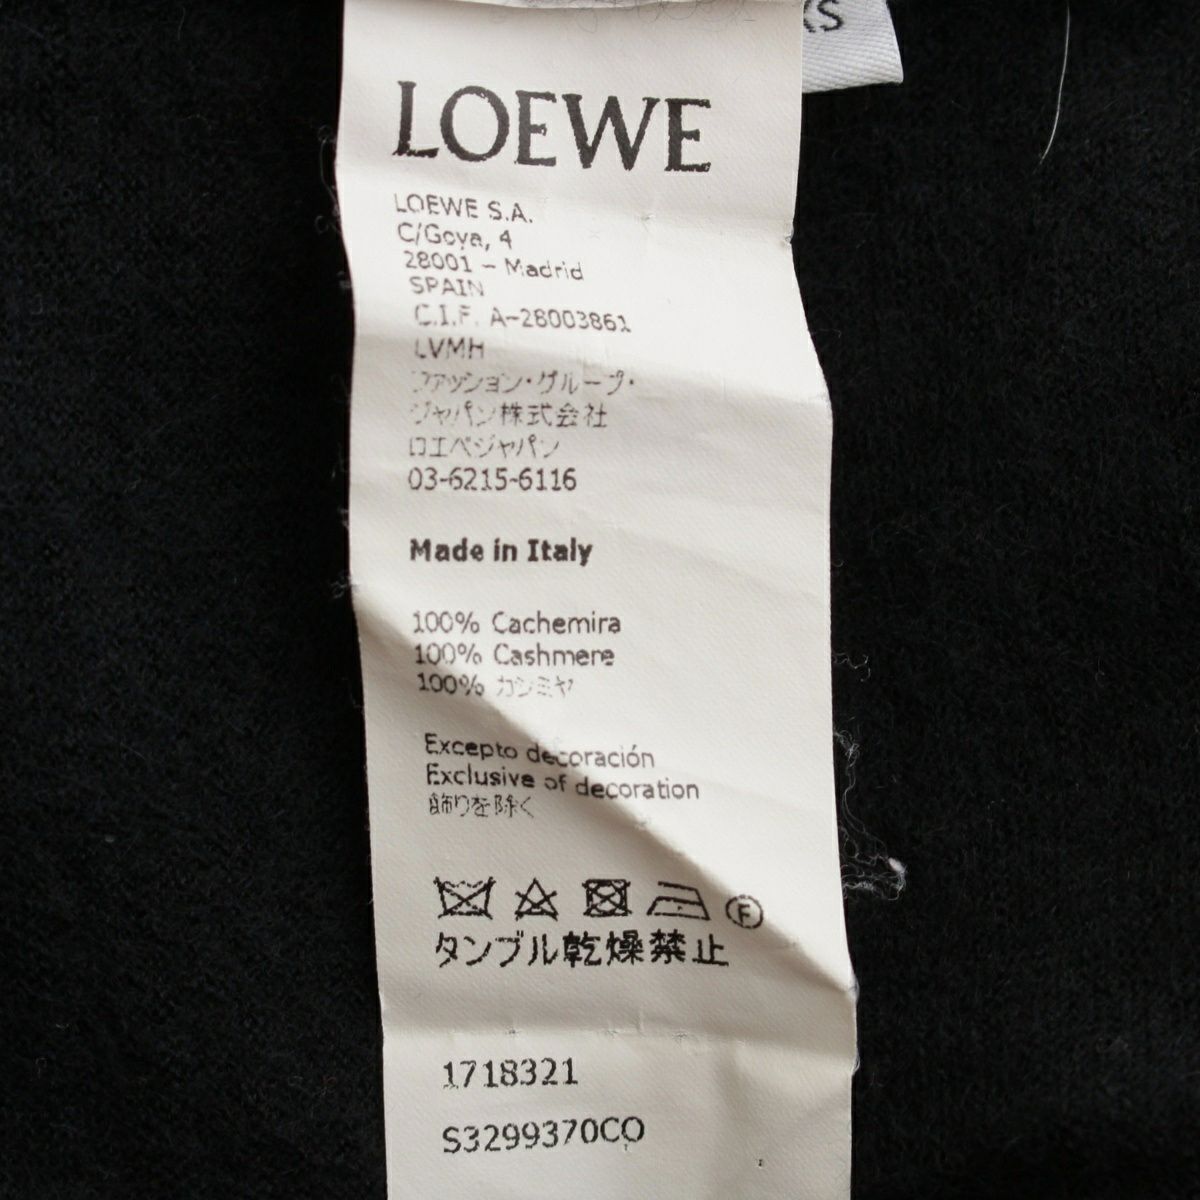 XS
LOEWE
LOEWE S.A.
C/Goya, 4
28001 – Madrid
SPAIN
C.I.F. A-28003861
LVMH
ファッション・グループ・
ジャパン株式会社
ロエベジャパン
03-6215-6116
Made in Italy
100% Cachemira
100% Cashmere
100% カシミヤ
Excepto decoración
Exclusive of decoration
飾りを除く
F
タンブル乾燥禁止
1718321
S3299370CO